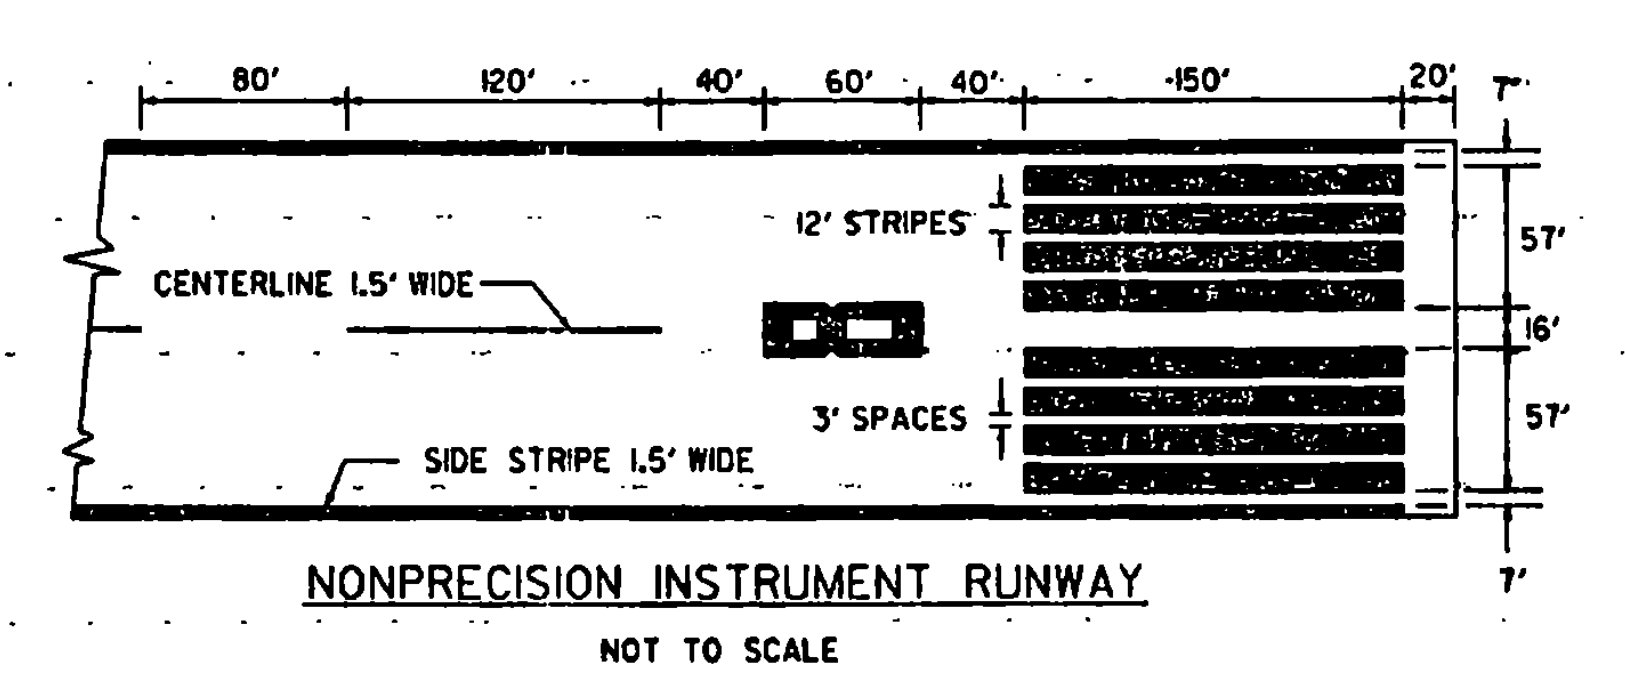 80' 120' 40' 60' 40' 150' 20' 7'
12' STRIPES
57'
CENTERLINE 1.5' WIDE
16'
3' SPACES
57'
SIDE STRIPE 1.5' WIDE
7'
NONPRECISION INSTRUMENT RUNWAY
NOT TO SCALE